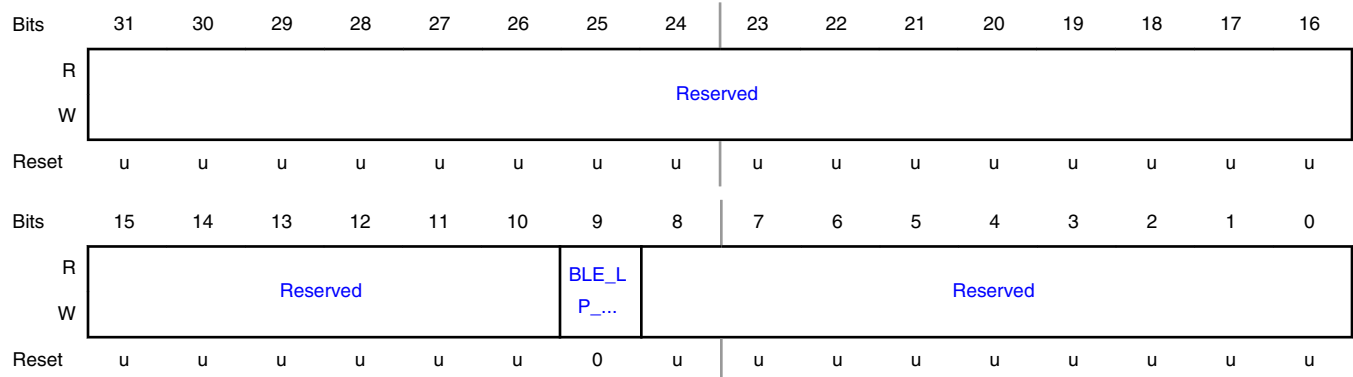 Bits 31 30 29 28 27 26 25 24 23 22 21 20 19 18 17 16
R
Reserved
W
Reset u u u u u u u u u u u u u u u u
Bits 15 14 13 12 11 10 9 8 7 6 5 4 3 2 1 0
R
Reserved BLE_L Reserved
P_...
W
Reset u u u u u u 0 u u u u u u u u u